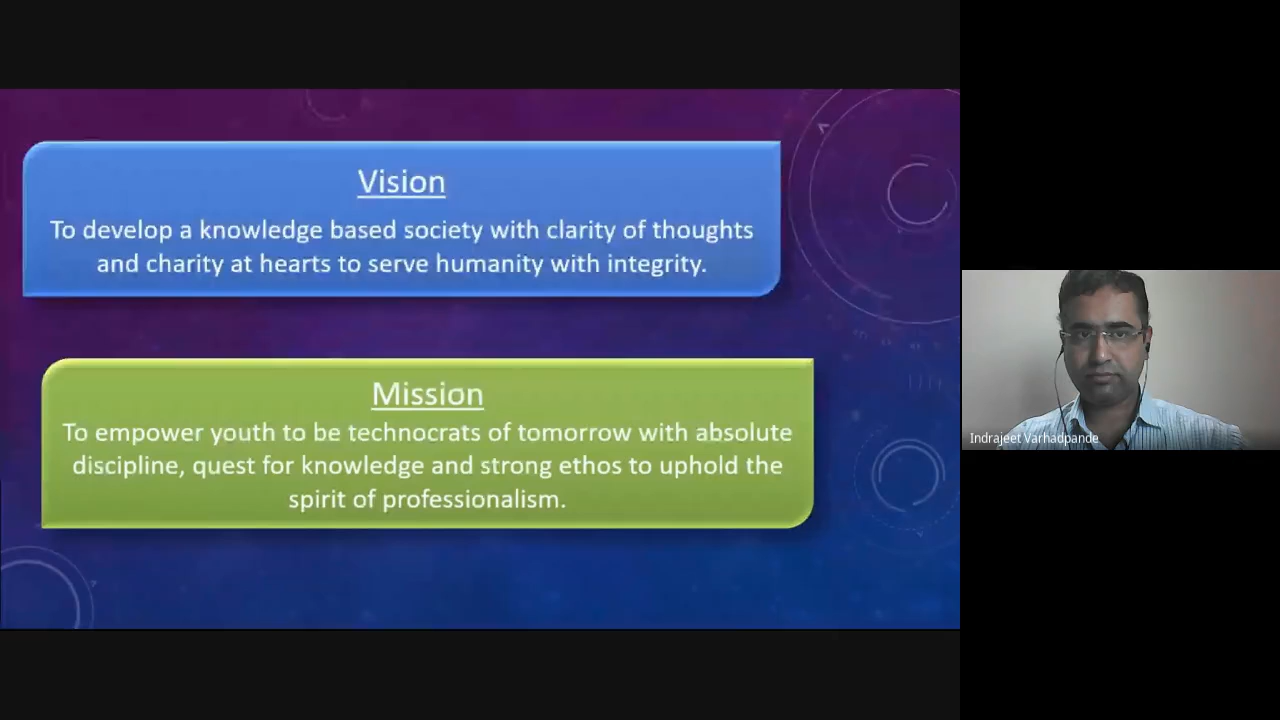 Vision
To develop a knowledge based society with clarity of thoughts
and charity at hearts to serve humanity with integrity.
Mission
To empower youth to be technocrats of tomorrow with absolute
discipline, quest for knowledge and strong ethos to uphold the
spirit of professionalism.
Indrajeet Varhadpande